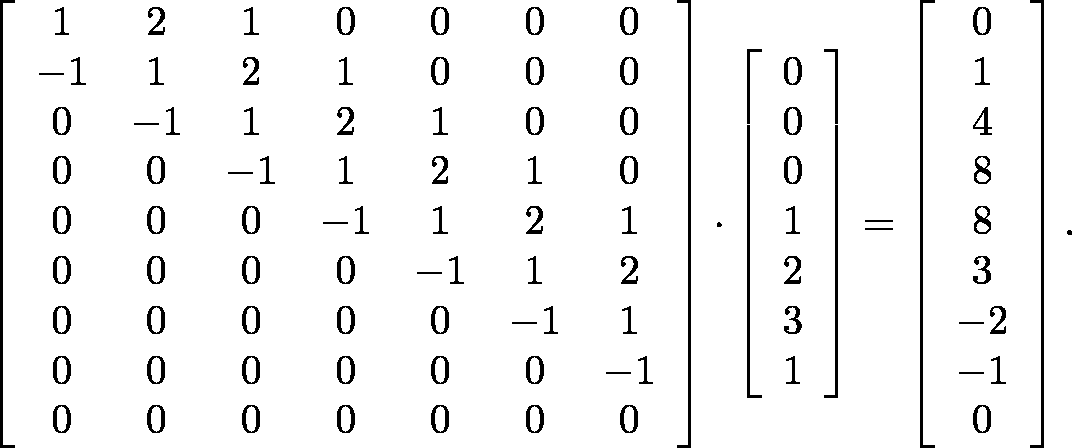 1 2 1 0 0 0 0 0
−1 1 2 1 0 0 0 0 1
0 −1 1 2 1 0 0 0 4
0 0 −1 1 2 1 0 0 8
0 0 0 −1 1 2 1 · 1 = 8 .
0 0 0 0 −1 1 2 2 3
0 0 0 0 0 −1 1 3 −2
0 0 0 0 0 0 −1 1 −1
0 0 0 0 0 0 0 0